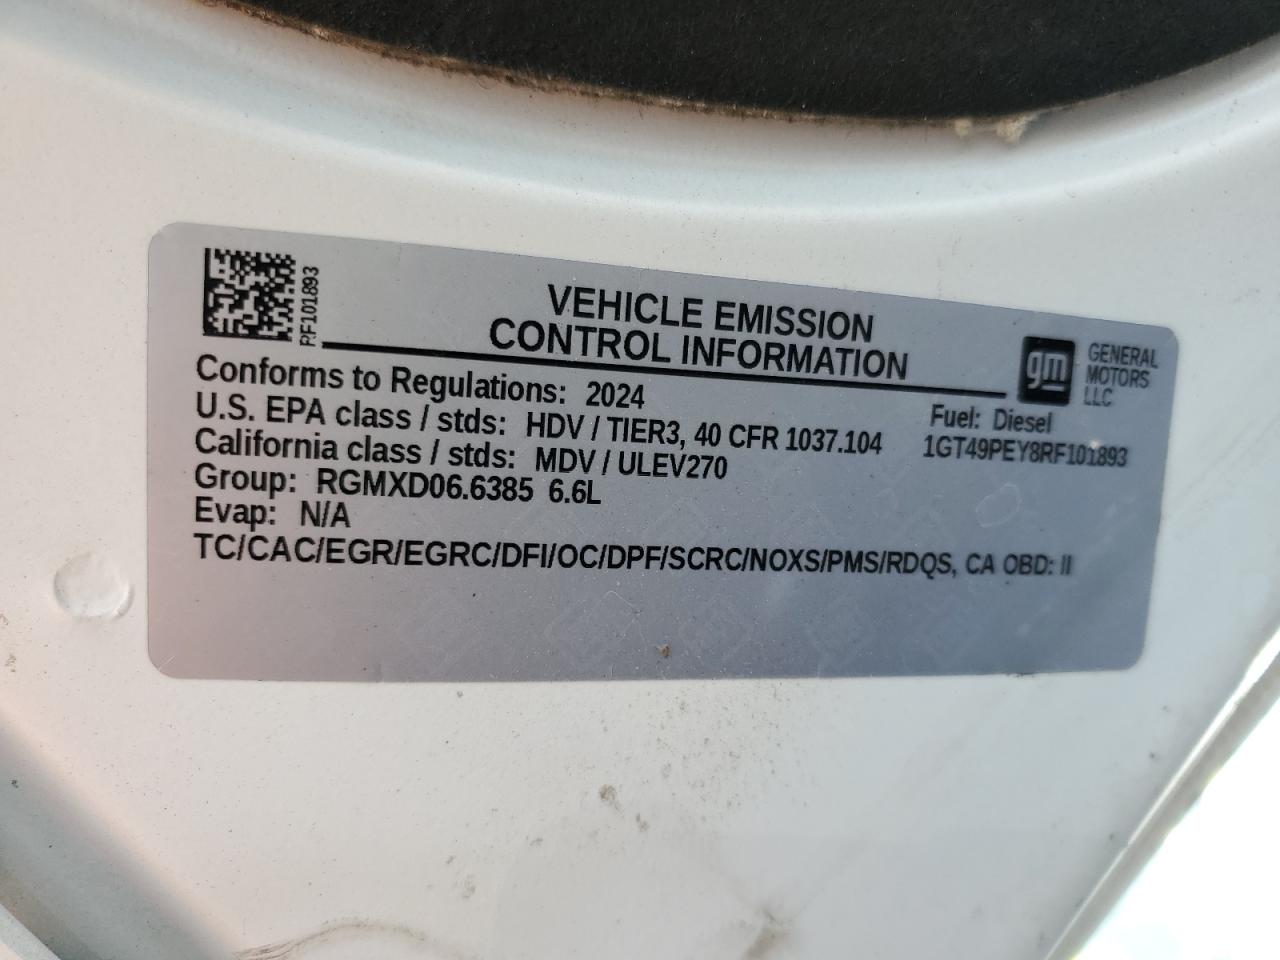 RF101893
VEHICLE EMISSION
CONTROL INFORMATION
gm
GENERAL
MOTORS
LLC
Conforms to Regulations: 2024
Fuel: Diesel
U.S. EPA class / stds: HDV / TIER3, 40 CFR 1037.104
1GT49PEY8RF101893
California class / stds: MDV / ULEV270
Group: RGMXD06.6385 6.6L
Evap: N/A
TC/CAC/EGR/EGRC/DFI/OC/DPF/SCRC/NOXS/PMS/RDQS, CA OBD: II